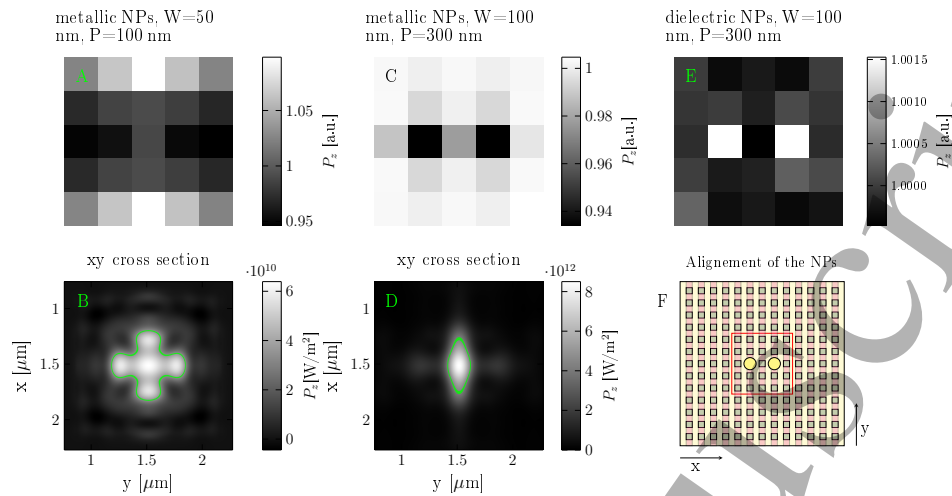 metallic NPs, W=50
nm, P=100 nm
metallic NPs, W=100
nm, P=300 nm
dielectric NPs, W=100
nm, P=300 nm
A
1.05
1
0.95
P_z [a.u.]
C
1
0.98
0.96
0.94
P_z[a.u.]
E
1.0015
1.0010
1.0005
1.0000
P_z [a.u.]
xy cross section
·10^10
B
1
1.5
2
x [μm]
1
1.5
2
y [μm]
6
4
2
0
P_z[W/m²]
xy cross section
·10^12
D
1
1.5
2
x [μm]
1
1.5
2
y [μm]
8
6
4
2
0
P_z [W/m²]
Alignement of the NPs
F
x
y